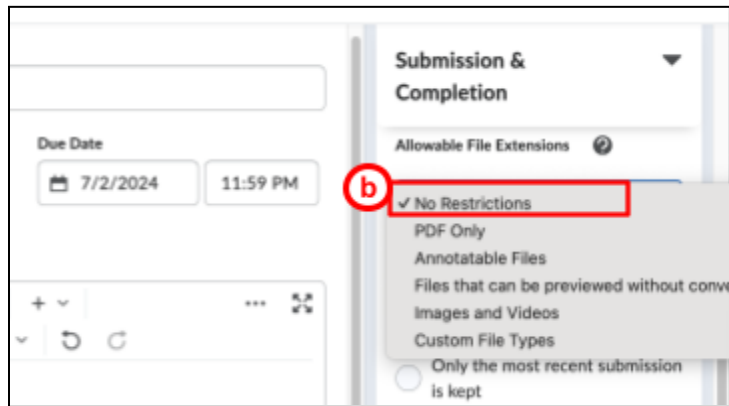 Submission &
Completion
Due Date
Allowable File Extensions
7/2/2024
11:59 PM
b
✓ No Restrictions
PDF Only
Annotatable Files
Files that can be previewed without conve
Images and Videos
Custom File Types
Only the most recent submission
is kept